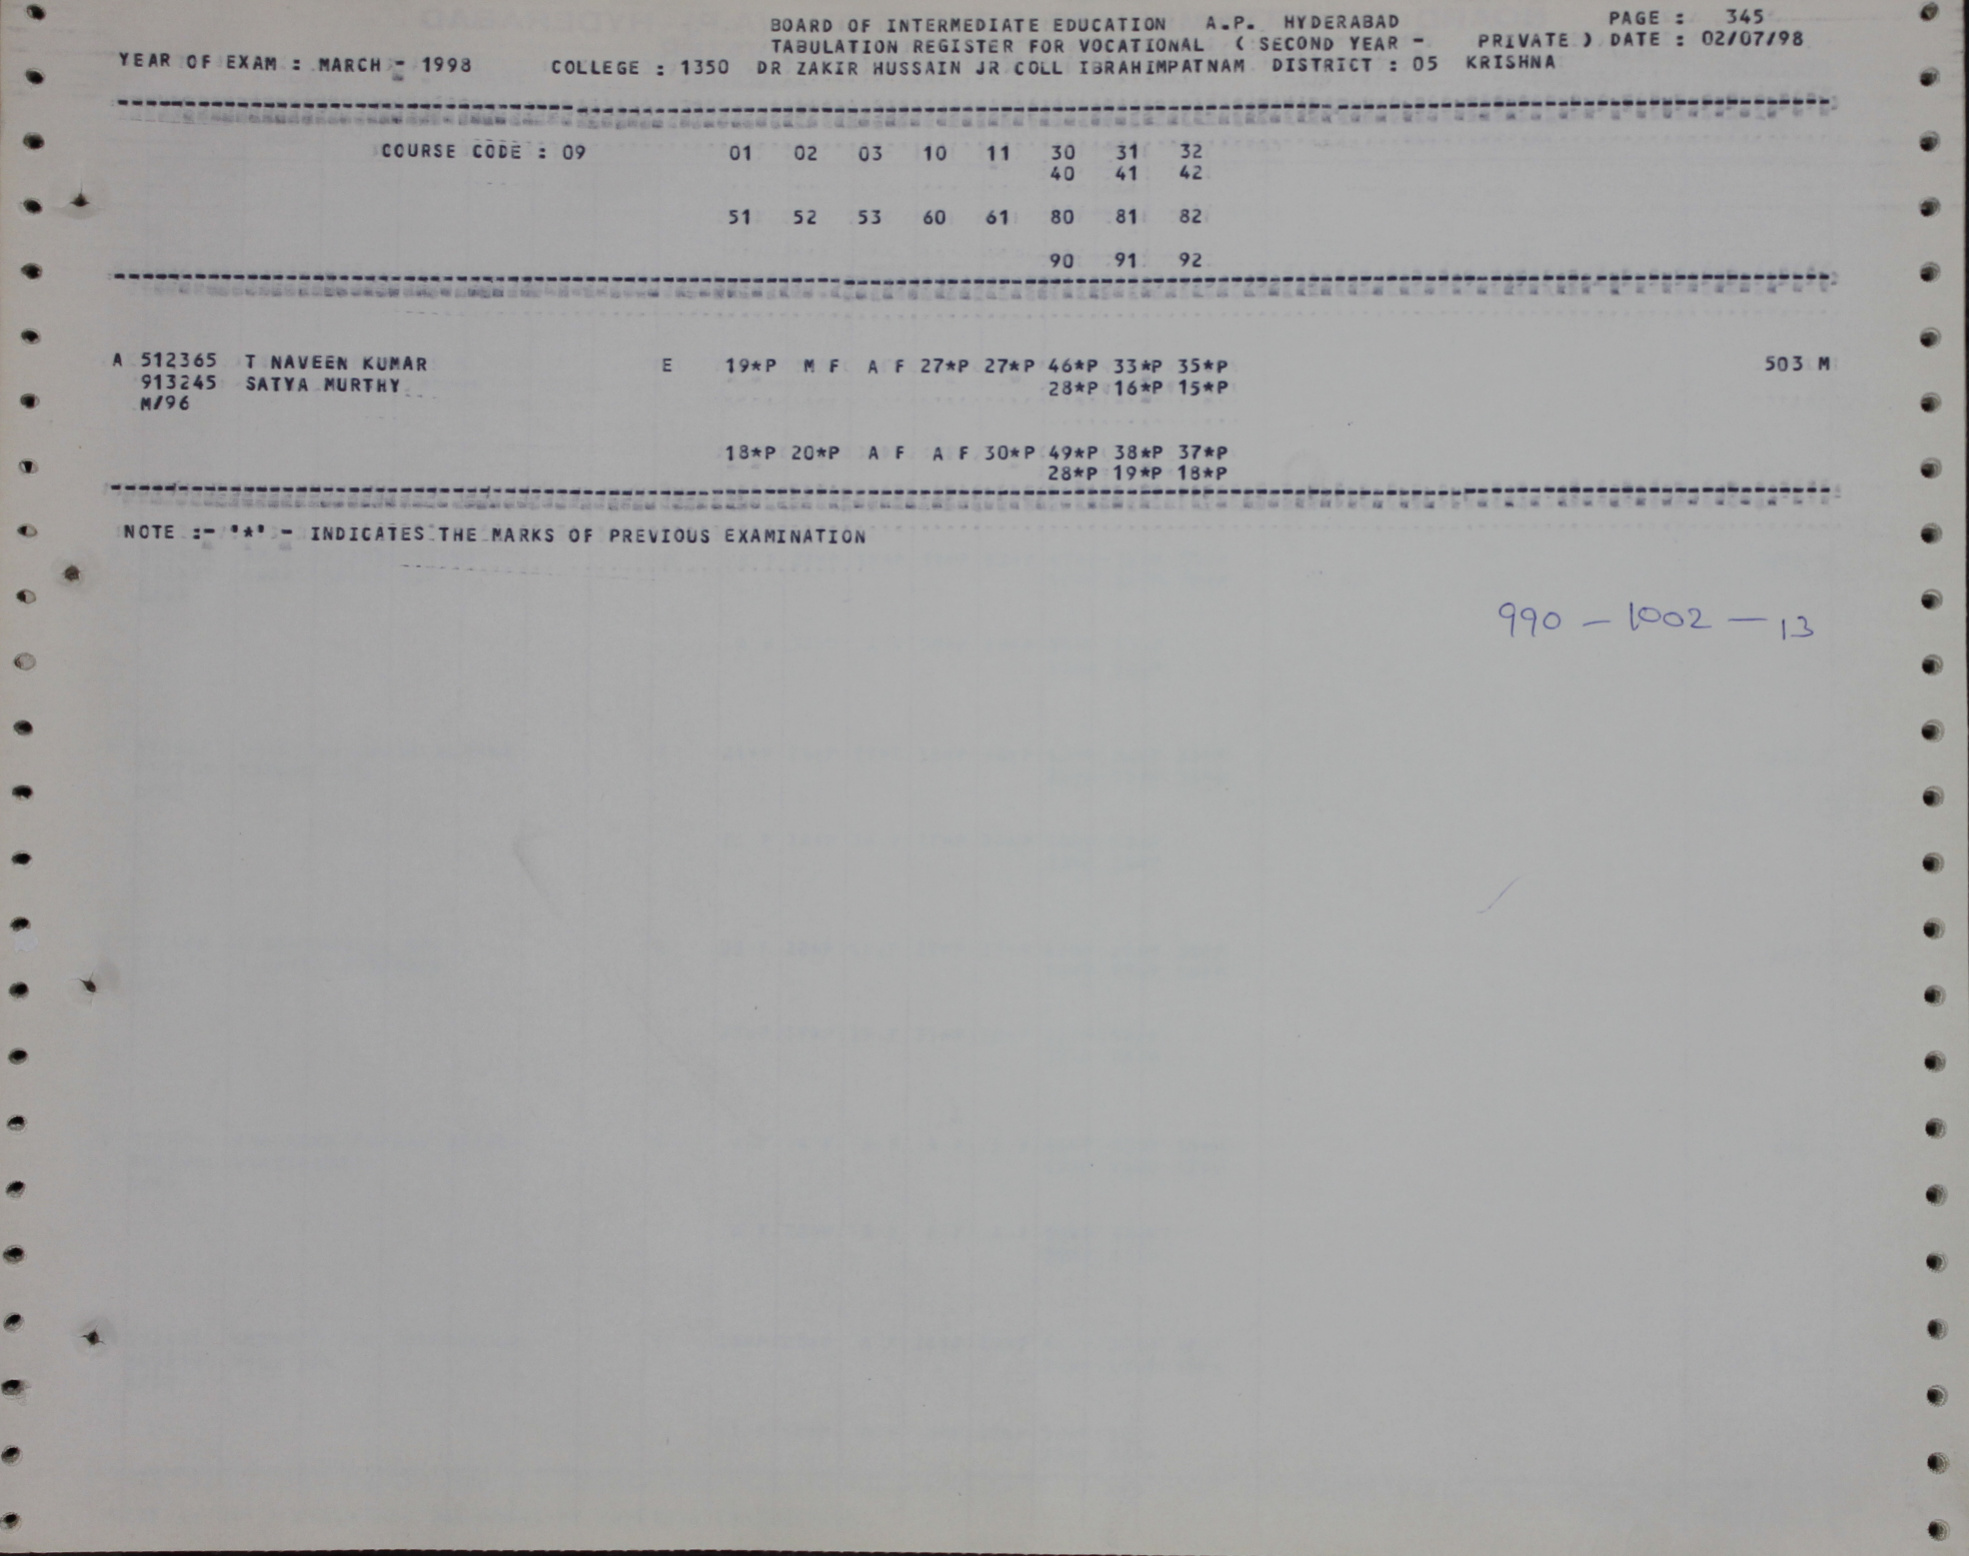 BOARD OF INTERMEDIATE EDUCATION A.P. HYDERABAD PAGE : 345
TABULATION REGISTER FOR VOCATIONAL ( SECOND YEAR - PRIVATE ) DATE : 02/07/98
YEAR OF EXAM : MARCH - 1998 COLLEGE : 1350 DR ZAKIR HUSSAIN JR COLL IBRAHIMPATNAM DISTRICT : 05 KRISHNA
COURSE CODE : 09 01 02 03 10 11 30 31 32
40 41 42
51 52 53 60 61 80 81 82
90 91 92
A 512365 T NAVEEN KUMAR E 19*P M F A F 27*P 27*P 46*P 33*P 35*P 503 M
913245 SATYA MURTHY 28*P 16*P 15*P
M/96
18*P 20*P A F A F 30*P 49*P 38*P 37*P
28*P 19*P 18*P
NOTE :- '*' - INDICATES THE MARKS OF PREVIOUS EXAMINATION
990 - 1002 - 13